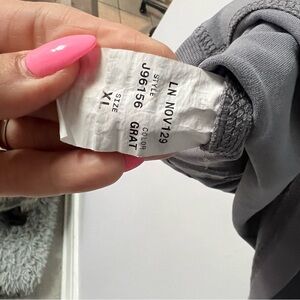 LN NOV129
STYLE COLOR
J96156 GRAT
SIZE
XL